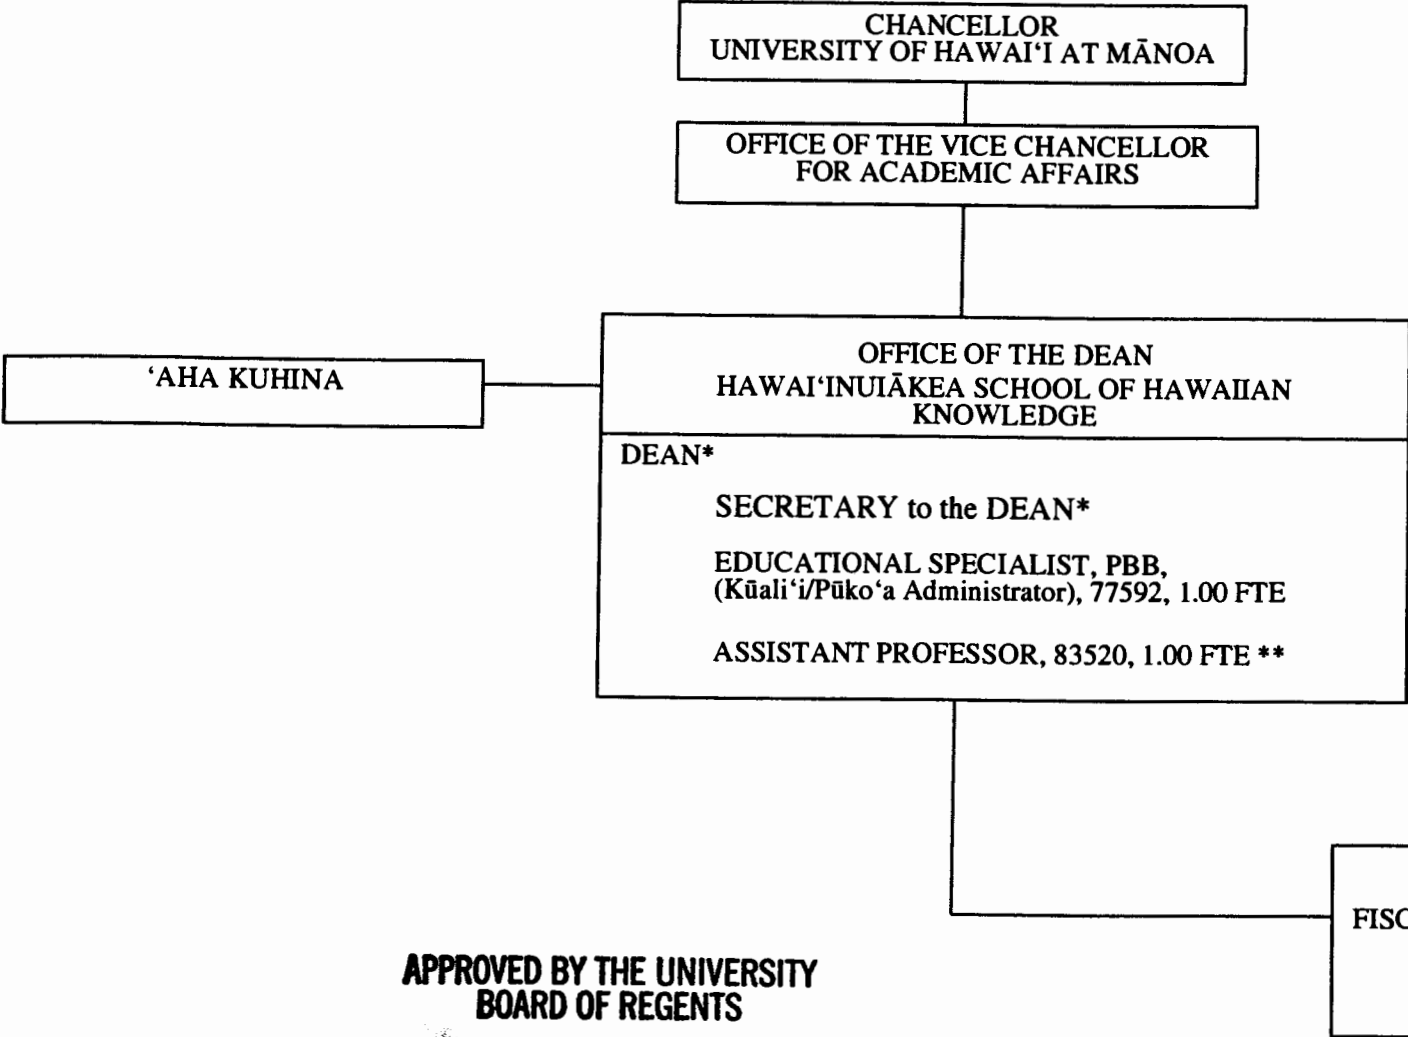 CHANCELLOR
UNIVERSITY OF HAWAI‘I AT MĀNOA
OFFICE OF THE VICE CHANCELLOR
FOR ACADEMIC AFFAIRS
‘AHA KUHINA
OFFICE OF THE DEAN
HAWAI‘INUIĀKEA SCHOOL OF HAWAIIAN
KNOWLEDGE
DEAN*
SECRETARY to the DEAN*
EDUCATIONAL SPECIALIST, PBB,
(Kūali‘i/Pūko‘a Administrator), 77592, 1.00 FTE
ASSISTANT PROFESSOR, 83520, 1.00 FTE **
FISC
APPROVED BY THE UNIVERSITY
BOARD OF REGENTS